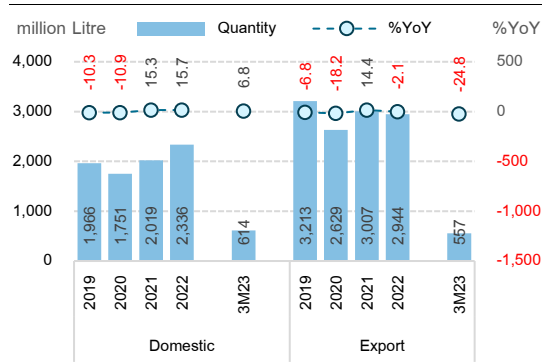 million Litre Quantity %YoY %YoY
4,000 -10.3 -10.9 15.3 15.7 6.8 -6.8 -18.2 14.4 -2.1 -24.8 500
3,000 0
2,000 -500
1,000 1,966 1,751 2,019 2,336 614 3,213 2,629 3,007 2,944 557 -1,000
0 -1,500
2019 2020 2021 2022 3M23 2019 2020 2021 2022 3M23
Domestic Export